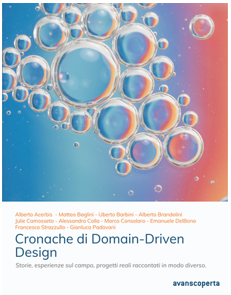 Alberto Acerbis - Matteo Baglini - Uberto Barbini - Alberto Brandolini
Julie Camosseto - Alessandro Colla - Marco Consolaro - Emanuele DelBono
Francesco Strazzullo - Gianluca Padovani
Cronache di Domain-Driven
Design
Storie, esperienze sul campo, progetti reali raccontati in modo diverso.
avanscoperta